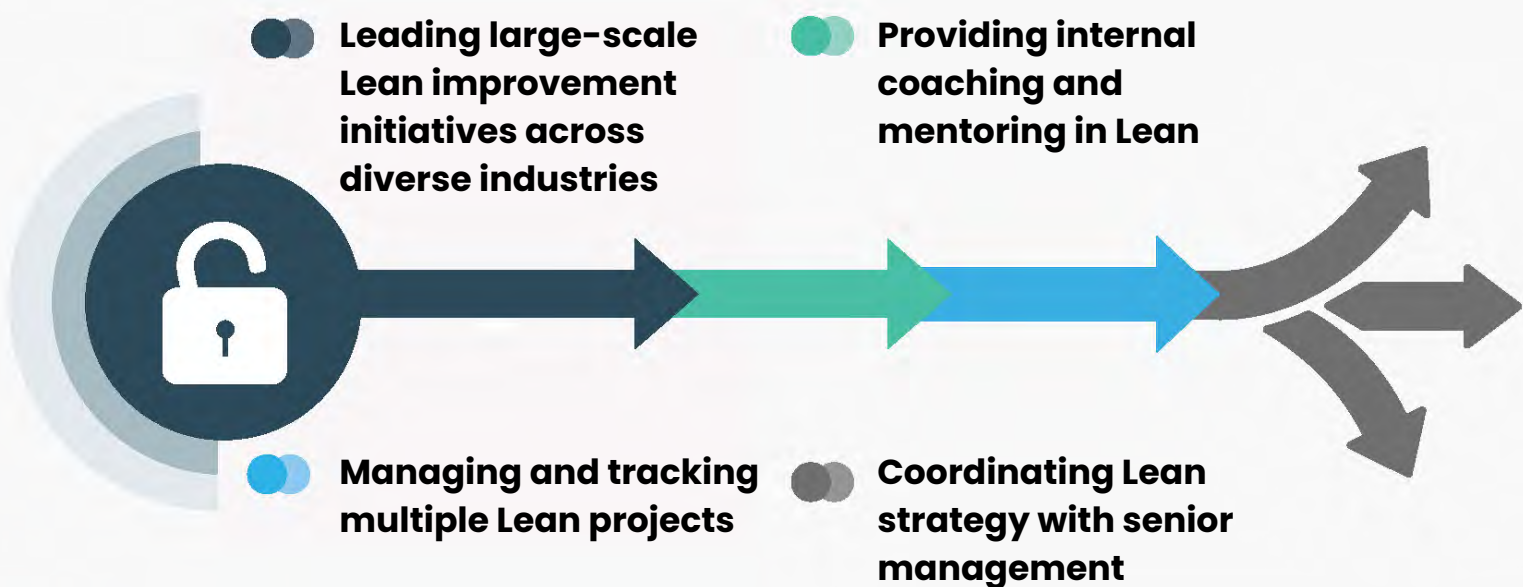 Leading large-scale
Lean improvement
initiatives across
diverse industries
Providing internal
coaching and
mentoring in Lean
Managing and tracking
multiple Lean projects
Coordinating Lean
strategy with senior
management